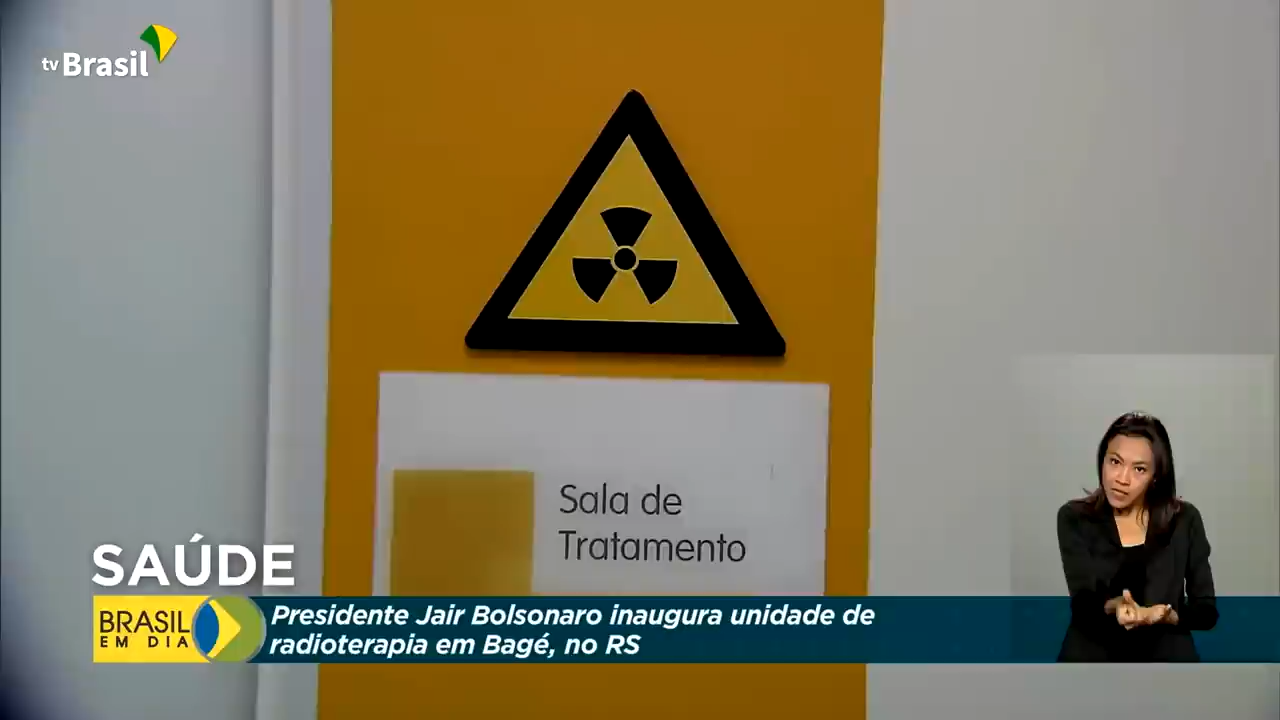 tv Brasil
Sala de
Tratamento
SAÚDE
BRASIL
EM DIA
Presidente Jair Bolsonaro inaugura unidade de
radioterapia em Bagé, no RS